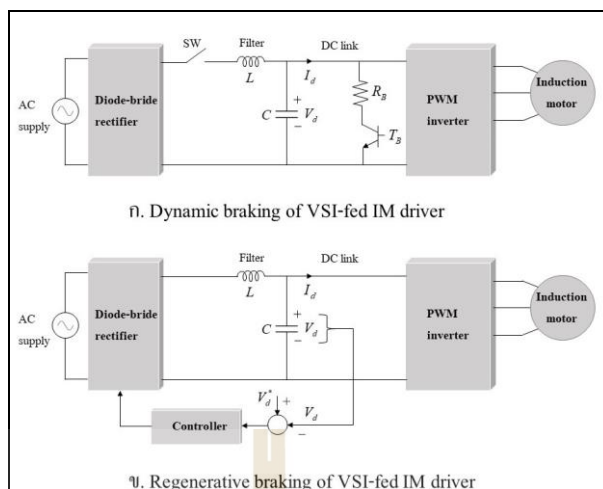 SW
Filter
DC link
L
I_d
AC
supply
Diode-bride
rectifier
C
+
V_d
−
R_B
T_B
PWM
inverter
Induction
motor
ก. Dynamic braking of VSI-fed IM driver
Filter
DC link
L
I_d
AC
supply
Diode-bride
rectifier
C
+
V_d
−
PWM
inverter
Induction
motor
V_d^*
+
V_d
−
Controller
ข. Regenerative braking of VSI-fed IM driver